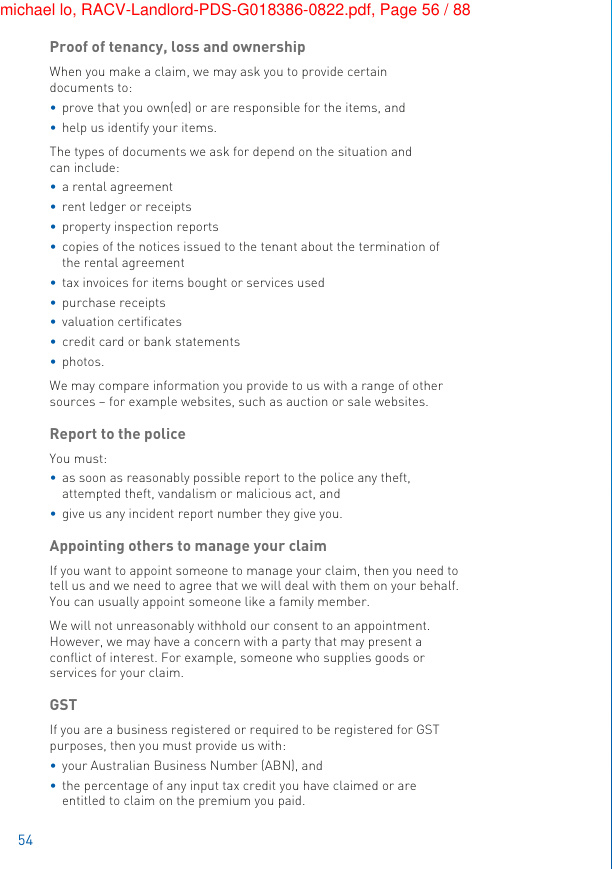 michael lo, RACV-Landlord-PDS-G018386-0822.pdf, Page 56 / 88
Proof of tenancy, loss and ownership
When you make a claim, we may ask you to provide certain
documents to:
• prove that you own(ed) or are responsible for the items, and
• help us identify your items.
The types of documents we ask for depend on the situation and
can include:
• a rental agreement
• rent ledger or receipts
• property inspection reports
• copies of the notices issued to the tenant about the termination of
the rental agreement
• tax invoices for items bought or services used
• purchase receipts
• valuation certificates
• credit card or bank statements
• photos.
We may compare information you provide to us with a range of other
sources – for example websites, such as auction or sale websites.
Report to the police
You must:
• as soon as reasonably possible report to the police any theft,
attempted theft, vandalism or malicious act, and
• give us any incident report number they give you.
Appointing others to manage your claim
If you want to appoint someone to manage your claim, then you need to
tell us and we need to agree that we will deal with them on your behalf.
You can usually appoint someone like a family member.
We will not unreasonably withhold our consent to an appointment.
However, we may have a concern with a party that may present a
conflict of interest. For example, someone who supplies goods or
services for your claim.
GST
If you are a business registered or required to be registered for GST
purposes, then you must provide us with:
• your Australian Business Number (ABN), and
• the percentage of any input tax credit you have claimed or are
entitled to claim on the premium you paid.
54